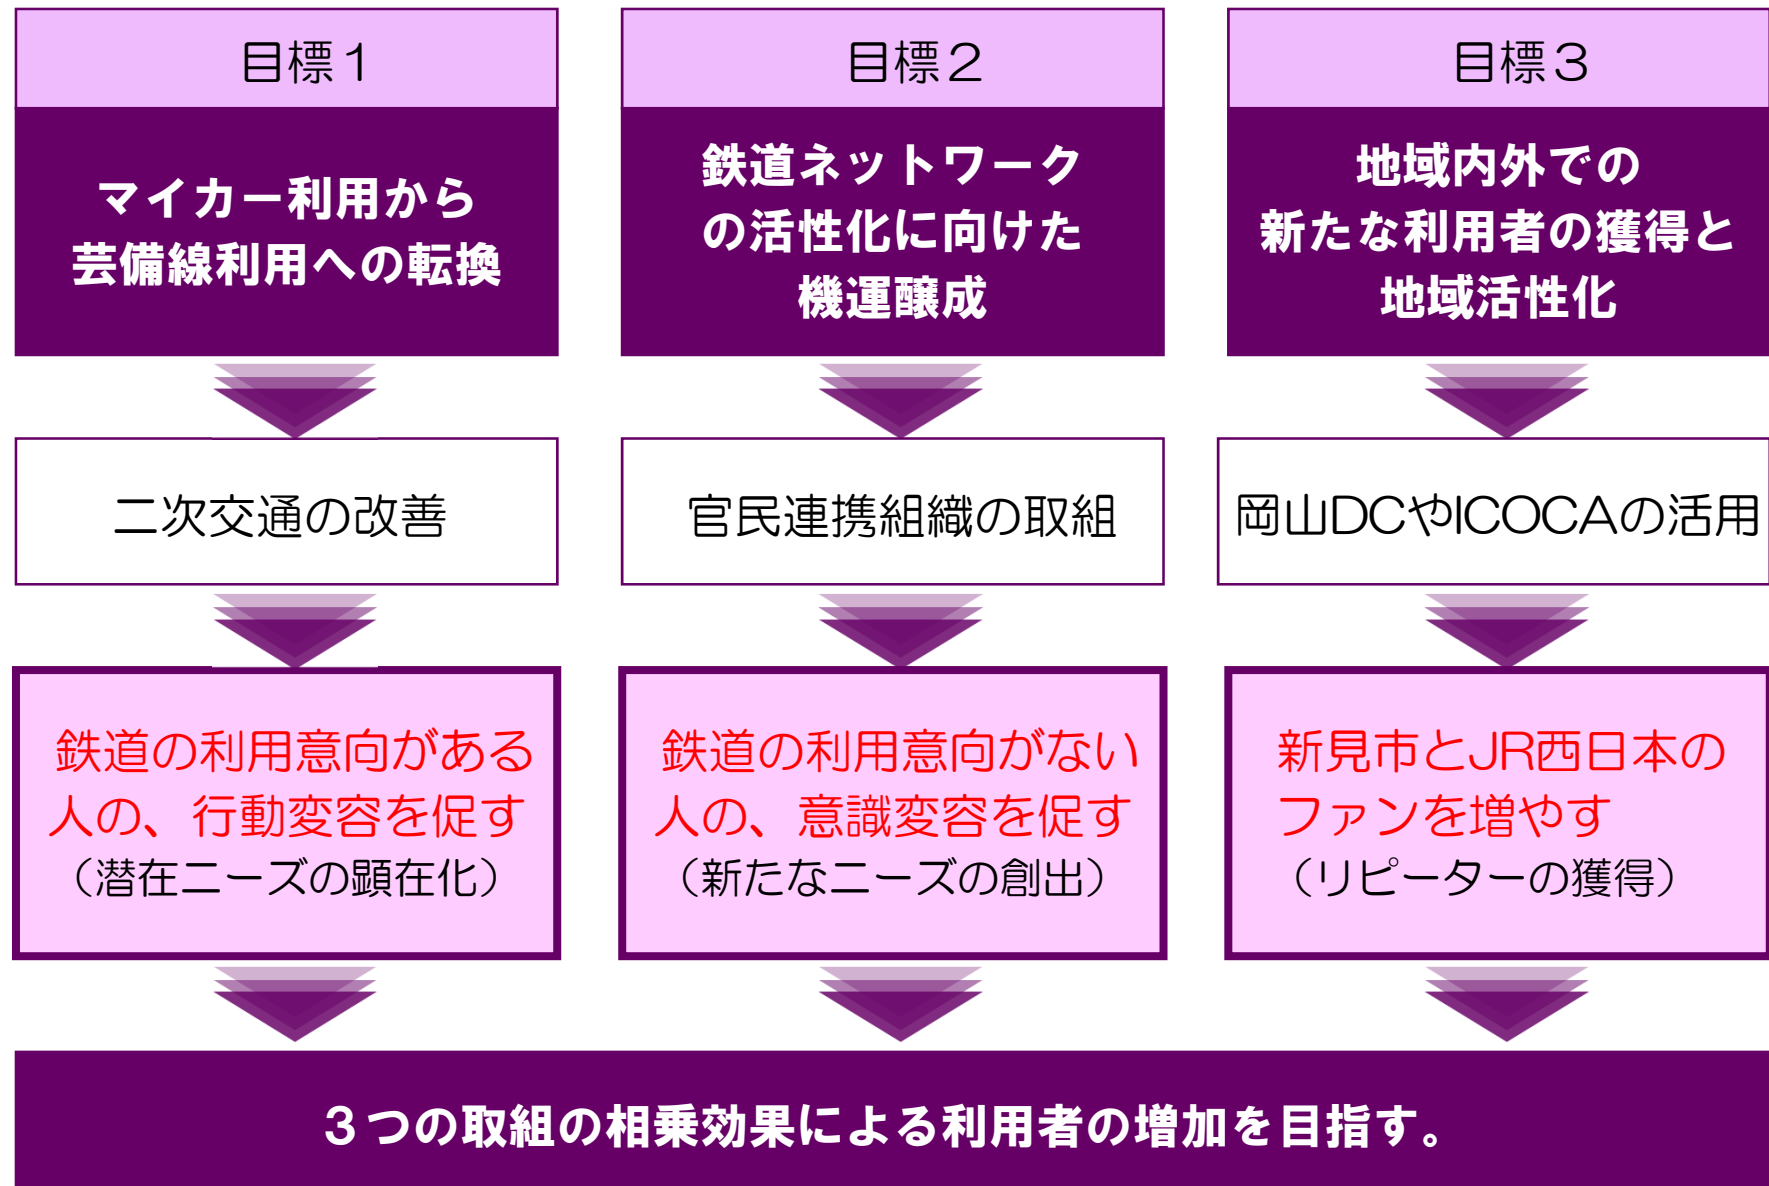 目標１
マイカー利用から
芸備線利用への転換
二次交通の改善
鉄道の利用意向がある
人の、行動変容を促す
（潜在ニーズの顕在化）
目標２
鉄道ネットワーク
の活性化に向けた
機運醸成
官民連携組織の取組
鉄道の利用意向がない
人の、意識変容を促す
（新たなニーズの創出）
目標３
地域内外での
新たな利用者の獲得と
地域活性化
岡山DCやICOCAの活用
新見市とJR西日本の
ファンを増やす
（リピーターの獲得）
３つの取組の相乗効果による利用者の増加を目指す。